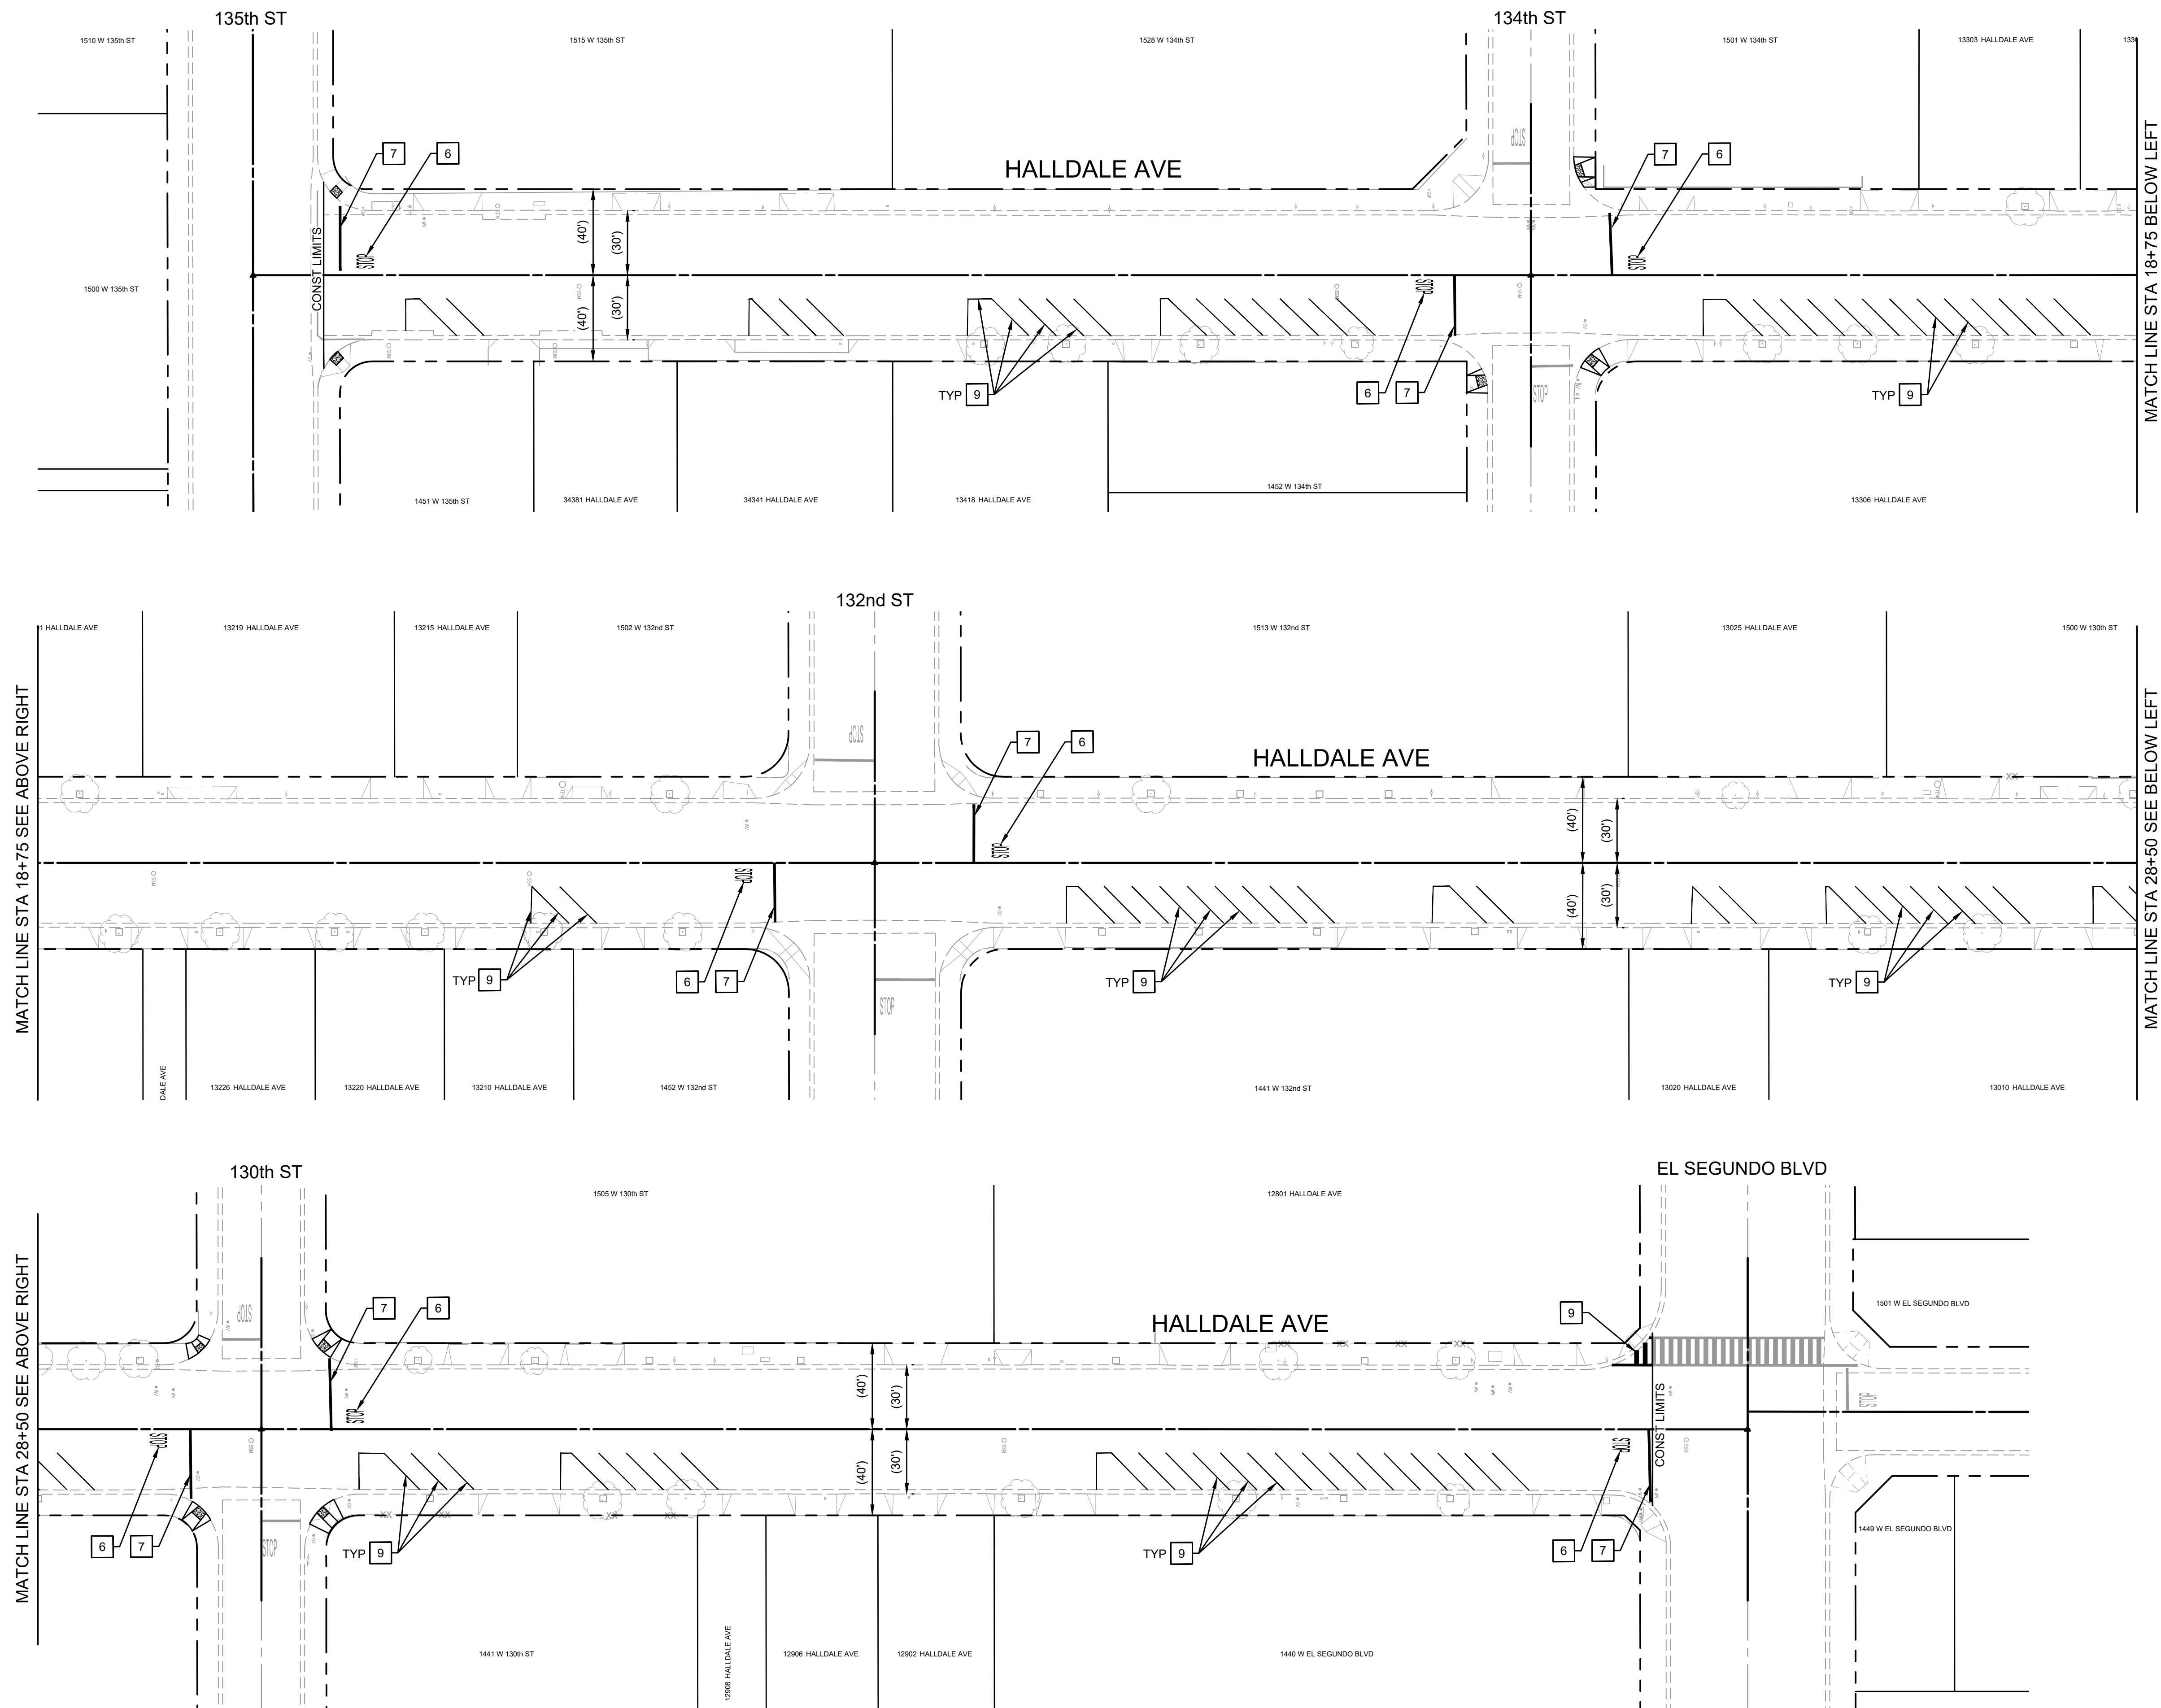 135th ST
134th ST
1510 W 135th ST
1515 W 135th ST
1528 W 134th ST
1501 W 134th ST
13303 HALLDALE AVE
STOP
7
6
HALLDALE AVE
7
6
MATCH LINE STA 18+75 BELOW LEFT
CONST LIMITS
STOP
(40')
(30')
STOP
1500 W 135th ST
(40')
(30')
STOP
TYP 9
6
7
STOP
TYP 9
1451 W 135th ST
34381 HALLDALE AVE
34341 HALLDALE AVE
13418 HALLDALE AVE
1452 W 134th ST
13306 HALLDALE AVE
132nd ST
1 HALLDALE AVE
13219 HALLDALE AVE
13215 HALLDALE AVE
1502 W 132nd ST
1513 W 132nd ST
13025 HALLDALE AVE
1500 W 130th ST
MATCH LINE STA 18+75 SEE ABOVE RIGHT
STOP
7
6
HALLDALE AVE
MATCH LINE STA 28+50 SEE BELOW LEFT
STOP
(40')
(30')
STOP
(40')
(30')
TYP 9
6
7
STOP
TYP 9
TYP 9
DALE AVE
13226 HALLDALE AVE
13220 HALLDALE AVE
13210 HALLDALE AVE
1452 W 132nd ST
1441 W 132nd ST
13020 HALLDALE AVE
13010 HALLDALE AVE
130th ST
EL SEGUNDO BLVD
1505 W 130th ST
12801 HALLDALE AVE
MATCH LINE STA 28+50 SEE ABOVE RIGHT
STOP
7
6
HALLDALE AVE
9
1501 W EL SEGUNDO BLVD
STOP
(40')
(30')
CONST LIMITS
STOP
STOP
(40')
(30')
STOP
6
7
STOP
TYP 9
TYP 9
6
7
1449 W EL SEGUNDO BLVD
1441 W 130th ST
12908 HALLDALE AVE
12906 HALLDALE AVE
12902 HALLDALE AVE
1440 W EL SEGUNDO BLVD